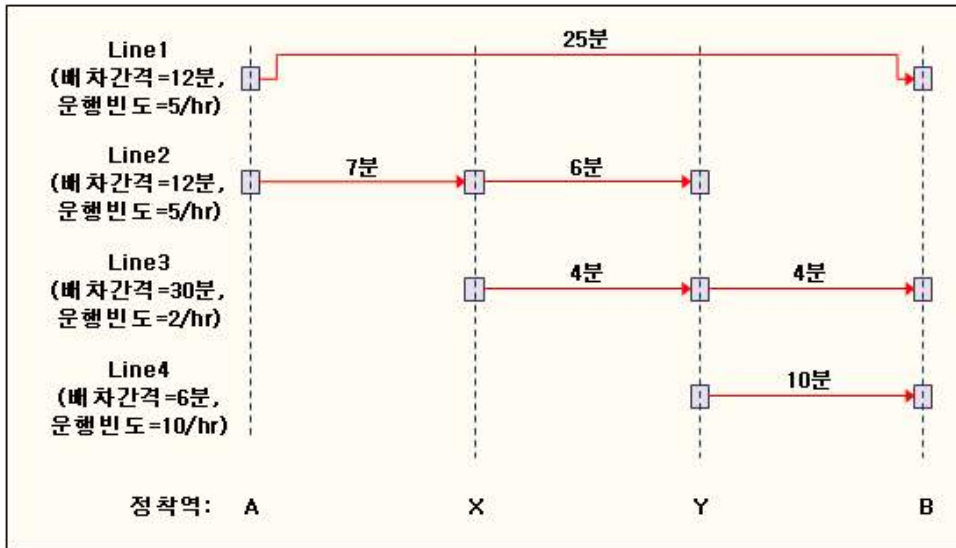 Line1
(배차간격=12분,
운행빈도=5/hr)
25분
Line2
(배차간격=12분,
운행빈도=5/hr)
7분
6분
Line3
(배차간격=30분,
운행빈도=2/hr)
4분
4분
Line4
(배차간격=6분,
운행빈도=10/hr)
10분
정착역: A X Y B